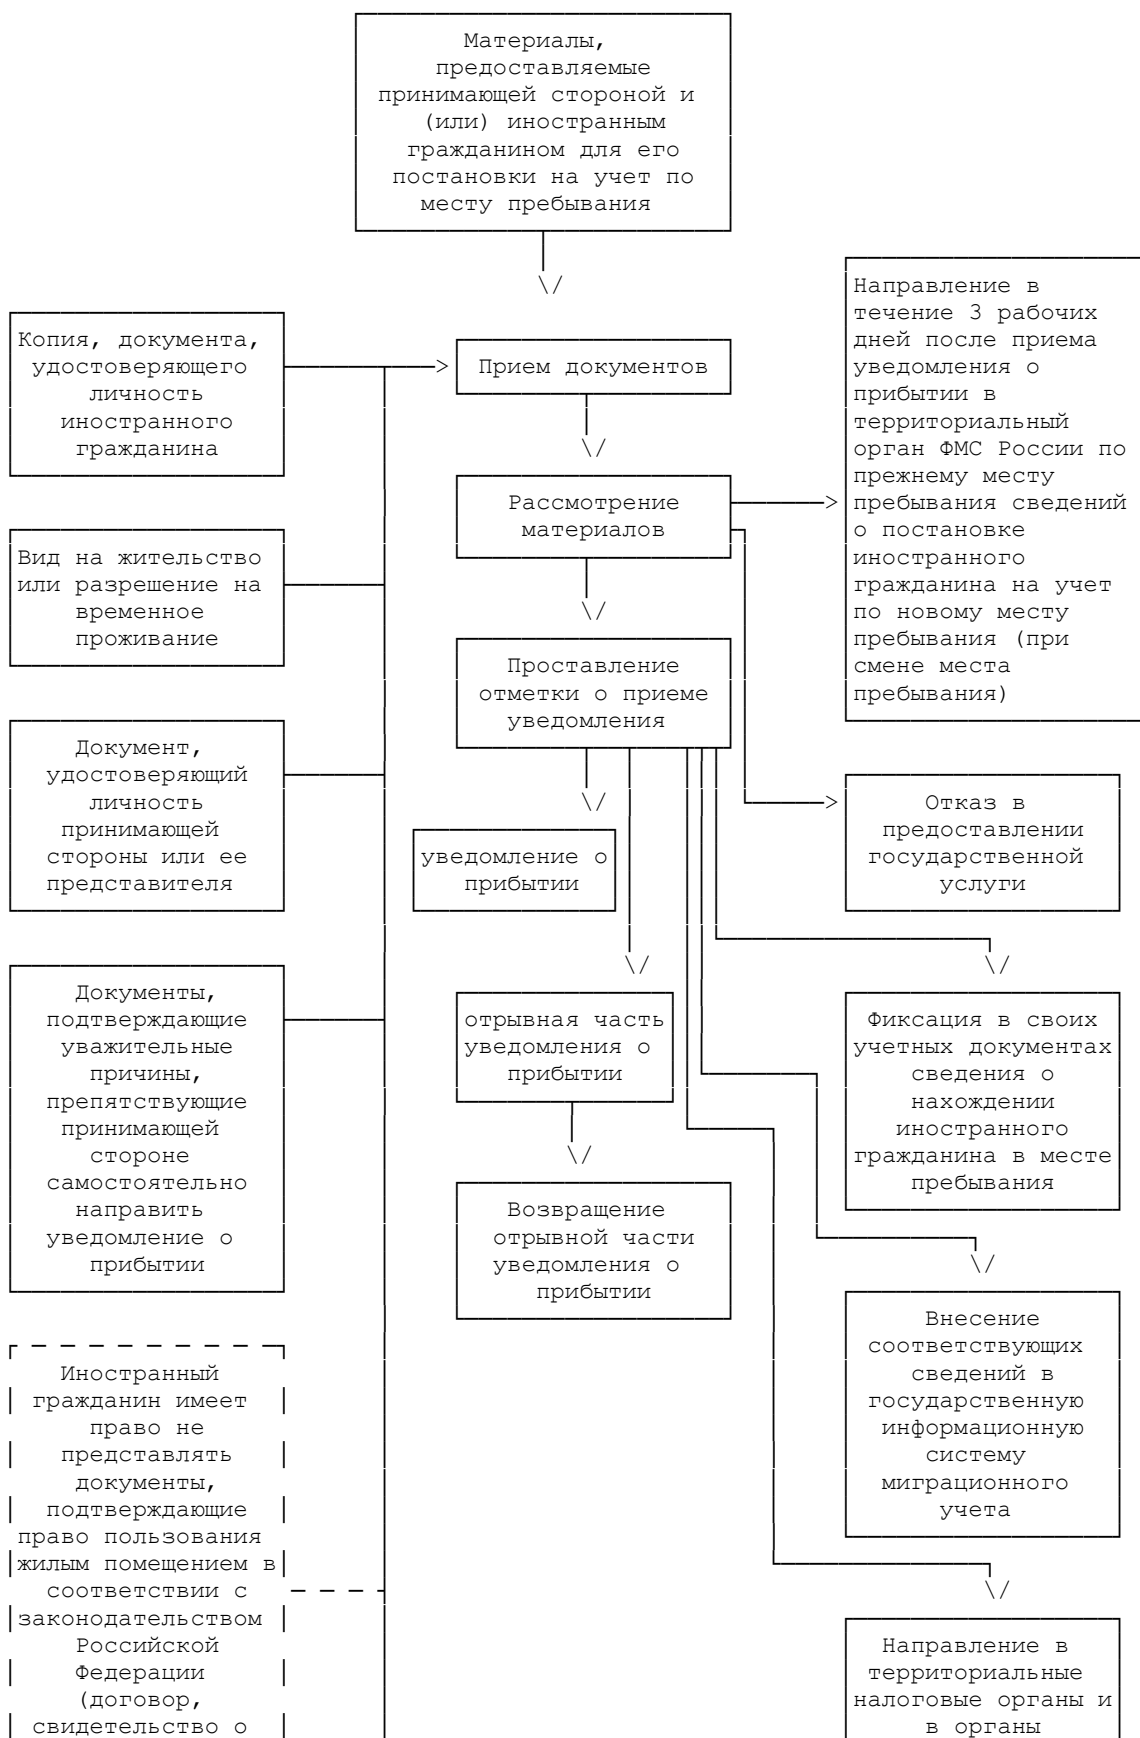 Материалы,
предоставляемые
принимающей стороной и
(или) иностранным
гражданином для его
постановки на учет по
месту пребывания
Копия, документа,
удостоверяющего
личность
иностранного
гражданина
Прием документов
Направление в
течение 3 рабочих
дней после приема
уведомления о
прибытии в
территориальный
орган ФМС России по
прежнему месту
пребывания сведений
о постановке
иностранного
гражданина на учет
по новому месту
пребывания (при
смене места
пребывания)
Рассмотрение
материалов
Вид на жительство
или разрешение на
временное
проживание
Проставление
отметки о приеме
уведомления
Документ,
удостоверяющий
личность
принимающей
стороны или ее
представителя
уведомление о
прибытии
Отказ в
предоставлении
государственной
услуги
Документы,
подтверждающие
уважительные
причины,
препятствующие
принимающей
стороне
самостоятельно
направить
уведомление о
прибытии
отрывная часть
уведомления о
прибытии
Фиксация в своих
учетных документах
сведения о
нахождении
иностранного
гражданина в месте
пребывания
Возвращение
отрывной части
уведомления о
прибытии
Внесение
соответствующих
сведений в
государственную
информационную
систему
миграционного
учета
Иностранный
гражданин имеет
право не
представлять
документы,
подтверждающие
право пользования
жилым помещением в
соответствии с
законодательством
Российской
Федерации
(договор,
свидетельство о
Направление в
территориальные
налоговые органы и
в органы